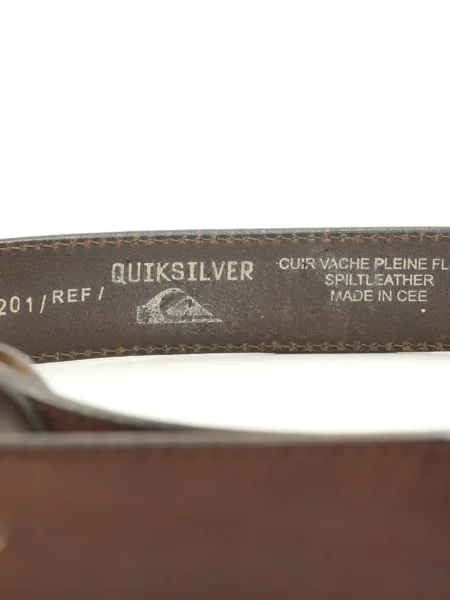 201/ REF/
QUIKSILVER
CUIR VACHE PLEINE FL
SPILTLEATHER
MADE IN CEE